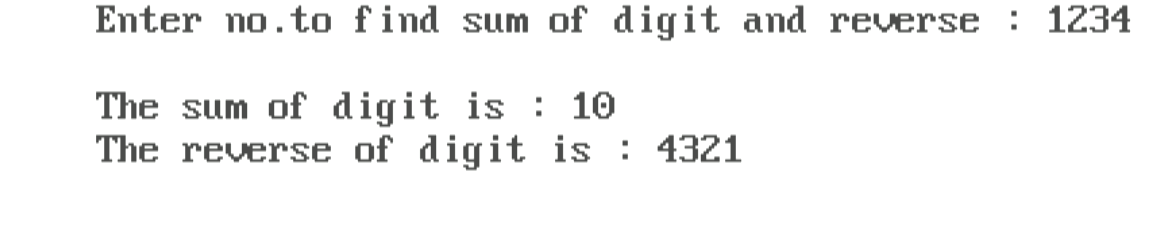 Enter no.to find sum of digit and reverse : 1234
The sum of digit is : 10
The reverse of digit is : 4321